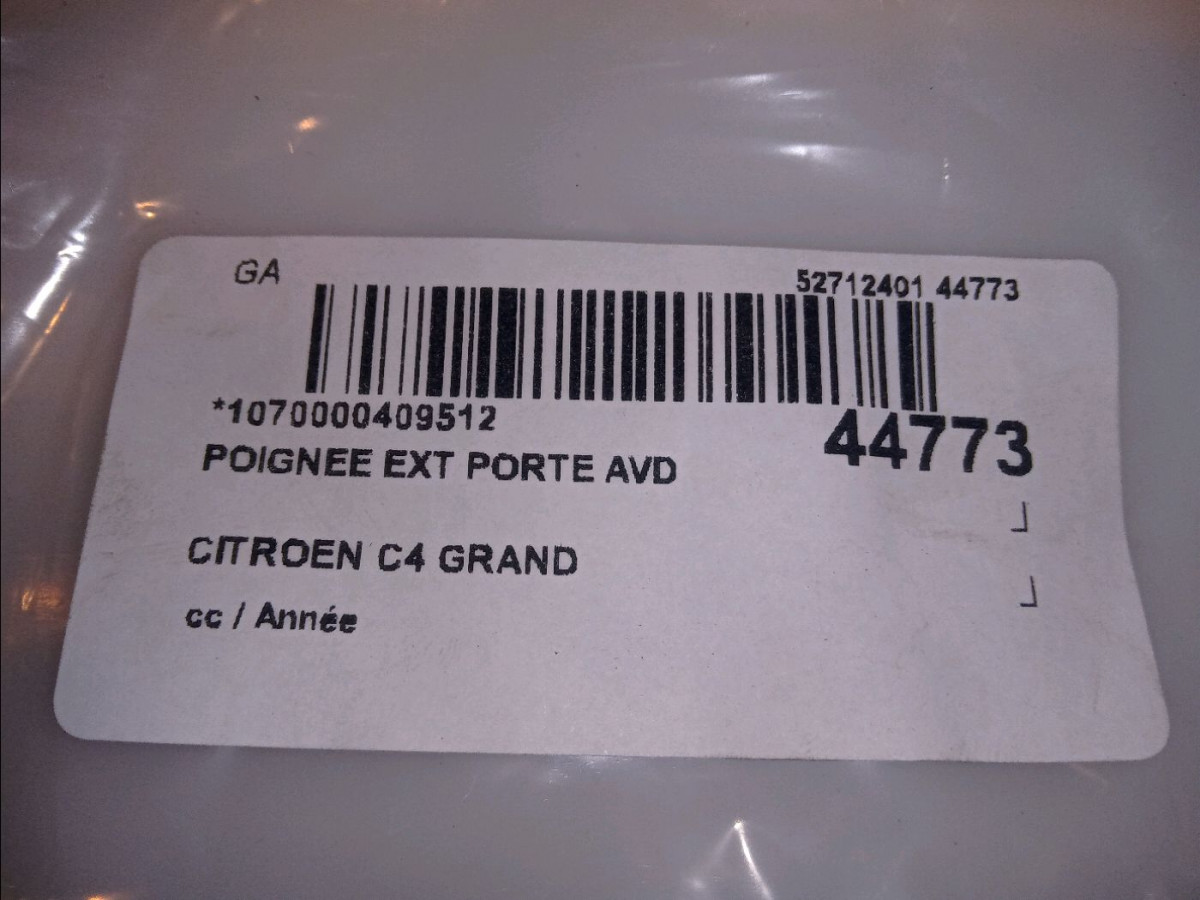 GA
52712401 44773
*1070000409512
44773
POIGNEE EXT PORTE AVD
CITROEN C4 GRAND
cc / Année